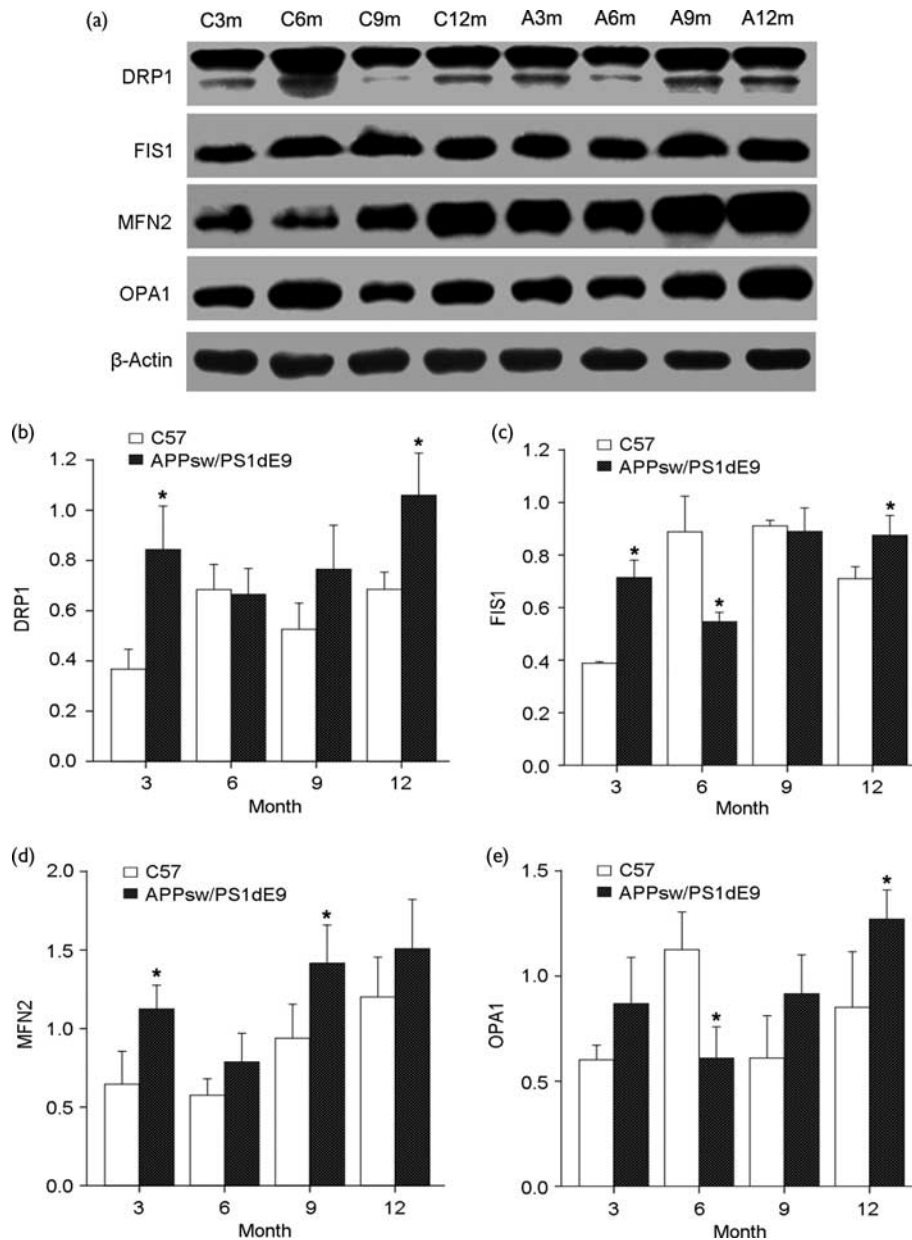 (a) C3m C6m C9m C12m A3m A6m A9m A12m
DRP1
FIS1
MFN2
OPA1
β-Actin
(b)
C57
APPsw/PS1dE9
1.2
1.0
0.8
0.6
0.4
0.2
0.0
DRP1
* *
3 6 9 12
Month
(c)
C57
APPsw/PS1dE9
1.2
1.0
0.8
0.6
0.4
0.2
0.0
FIS1
* * *
3 6 9 12
Month
(d)
C57
APPsw/PS1dE9
2.0
1.5
1.0
0.5
0.0
MFN2
* *
3 6 9 12
Month
(e)
C57
APPsw/PS1dE9
1.5
1.0
0.5
0.0
OPA1
* *
3 6 9 12
Month